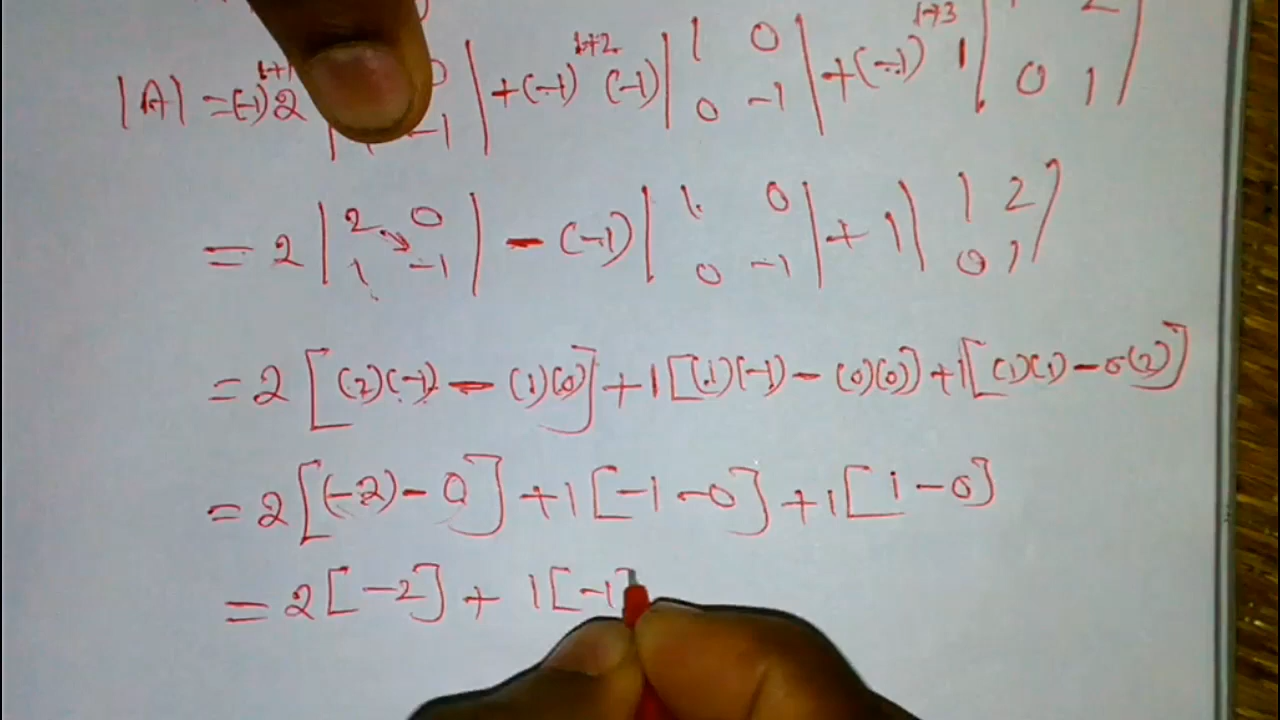 |A| = (-1)^1+1 2 | 0 -1 | + (-1)^1+2 (-1) | 1 0 0 -1 | + (-1)^1+3 1 | 2 0 1 |
= 2 | 2 0 1 -1 | - (-1) | 1 0 0 -1 | + 1 | 1 2 0 1 |
= 2 [(2)(-1) - (1)(0)] + 1 [(1)(-1) - (0)(0)] + 1 [(1)(1) - 0(2)]
= 2 [(-2) - 0] + 1 [-1 - 0] + 1 [1 - 0]
= 2 [-2] + 1 [-1]